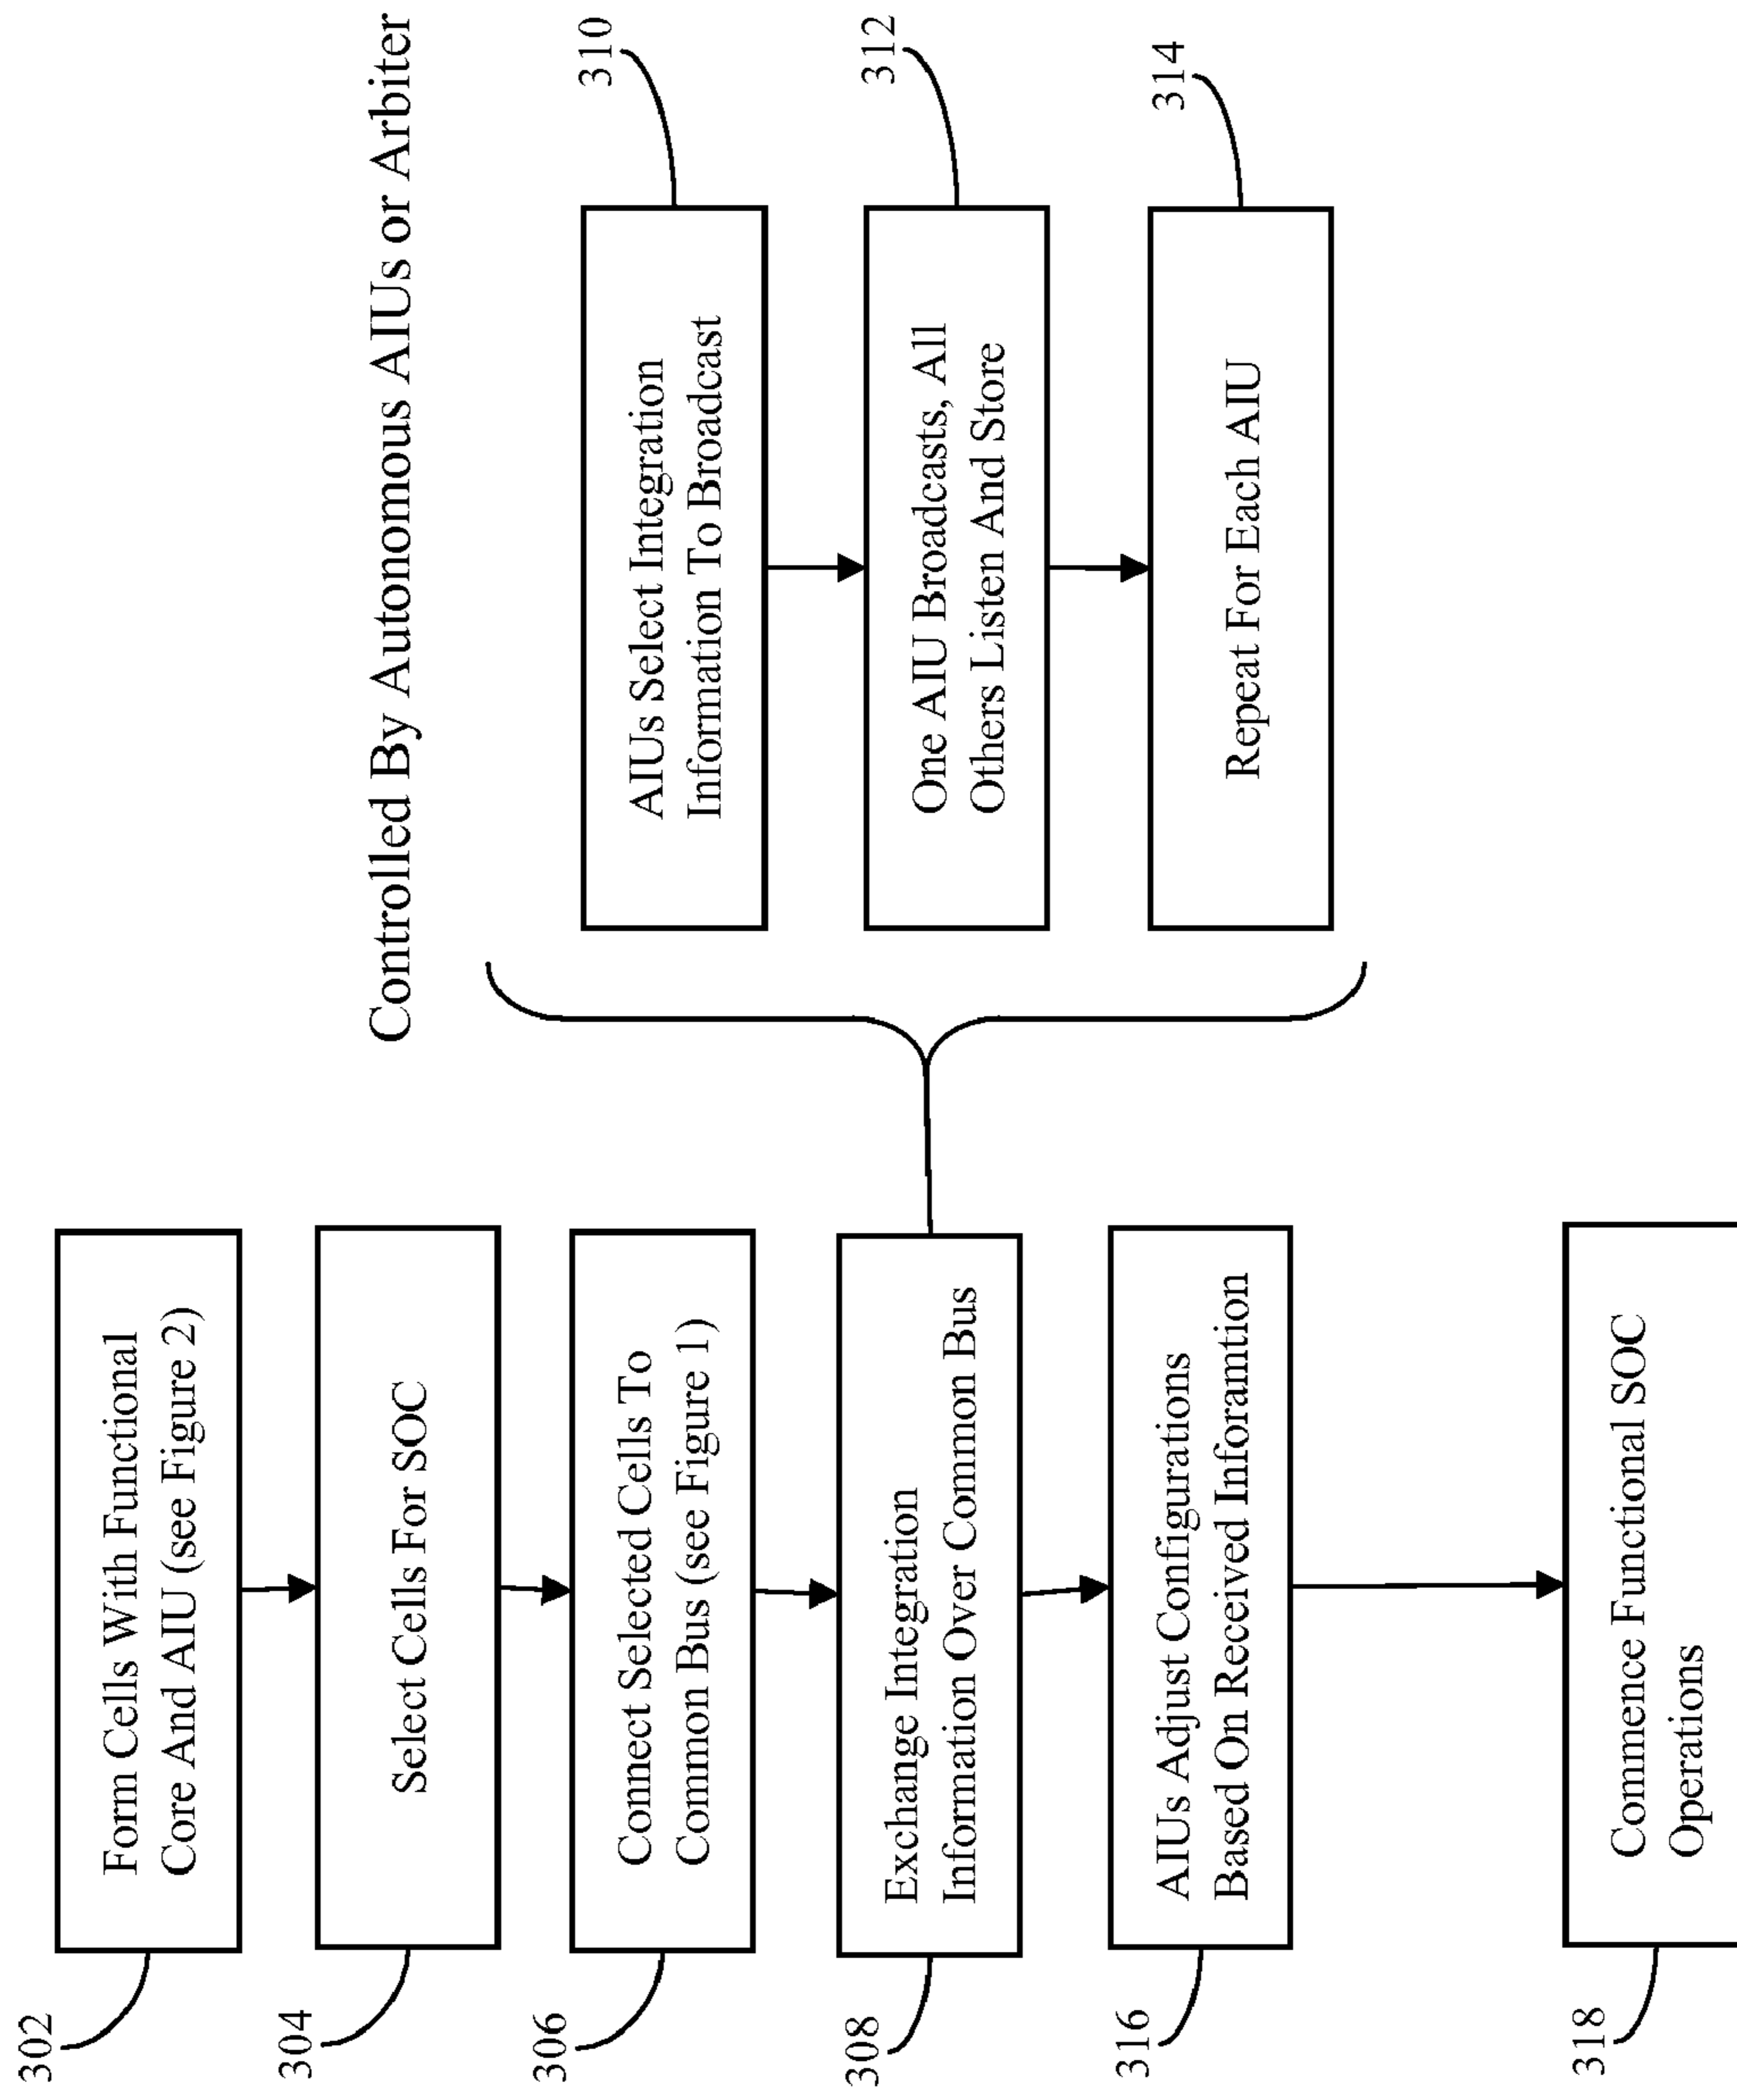 Controlled By Autonomous AIUs or Arbiter
302
Form Cells With Functional
Core And AIU (see Figure 2)
304
Select Cells For SOC
306
Connect Selected Cells To
Common Bus (see Figure 1)
308
Exchange Integration
Information Over Common Bus
310
AIUs Select Integration
Information To Broadcast
312
One AIU Broadcasts, All
Others Listen And Store
314
Repeat For Each AIU
316
AIUs Adjust Configurations
Based On Received Inforamtion
318
Commence Functional SOC
Operations